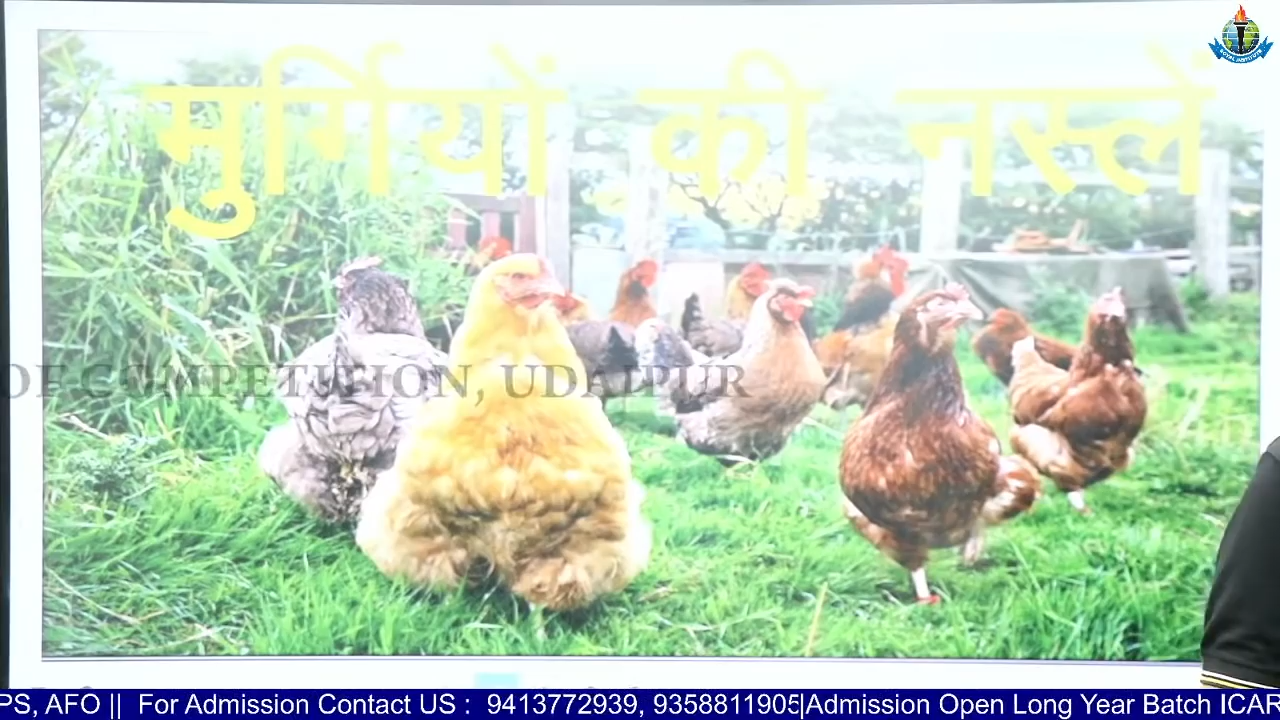 मुर्गियो की नस्लें
OF COMPETITION, UDAIPUR
PS, AFO || For Admission Contact US : 9413772939, 9358811905|Admission Open Long Year Batch ICAR